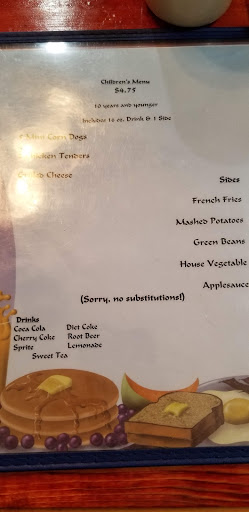 Children's Menu
$4.75
10 years and younger
Includes 16 oz. Drink & 1 Side
Corn Dogs
Tenders
Cheese
Sides
French Fries
Mashed Potatoes
Green Beans
House Vegetable
Applesauce
(Sorry, no substitutions!)
Drinks
Coca Cola Diet Coke
Cherry Coke Root Beer
Sprite Lemonade
Sweet Tea